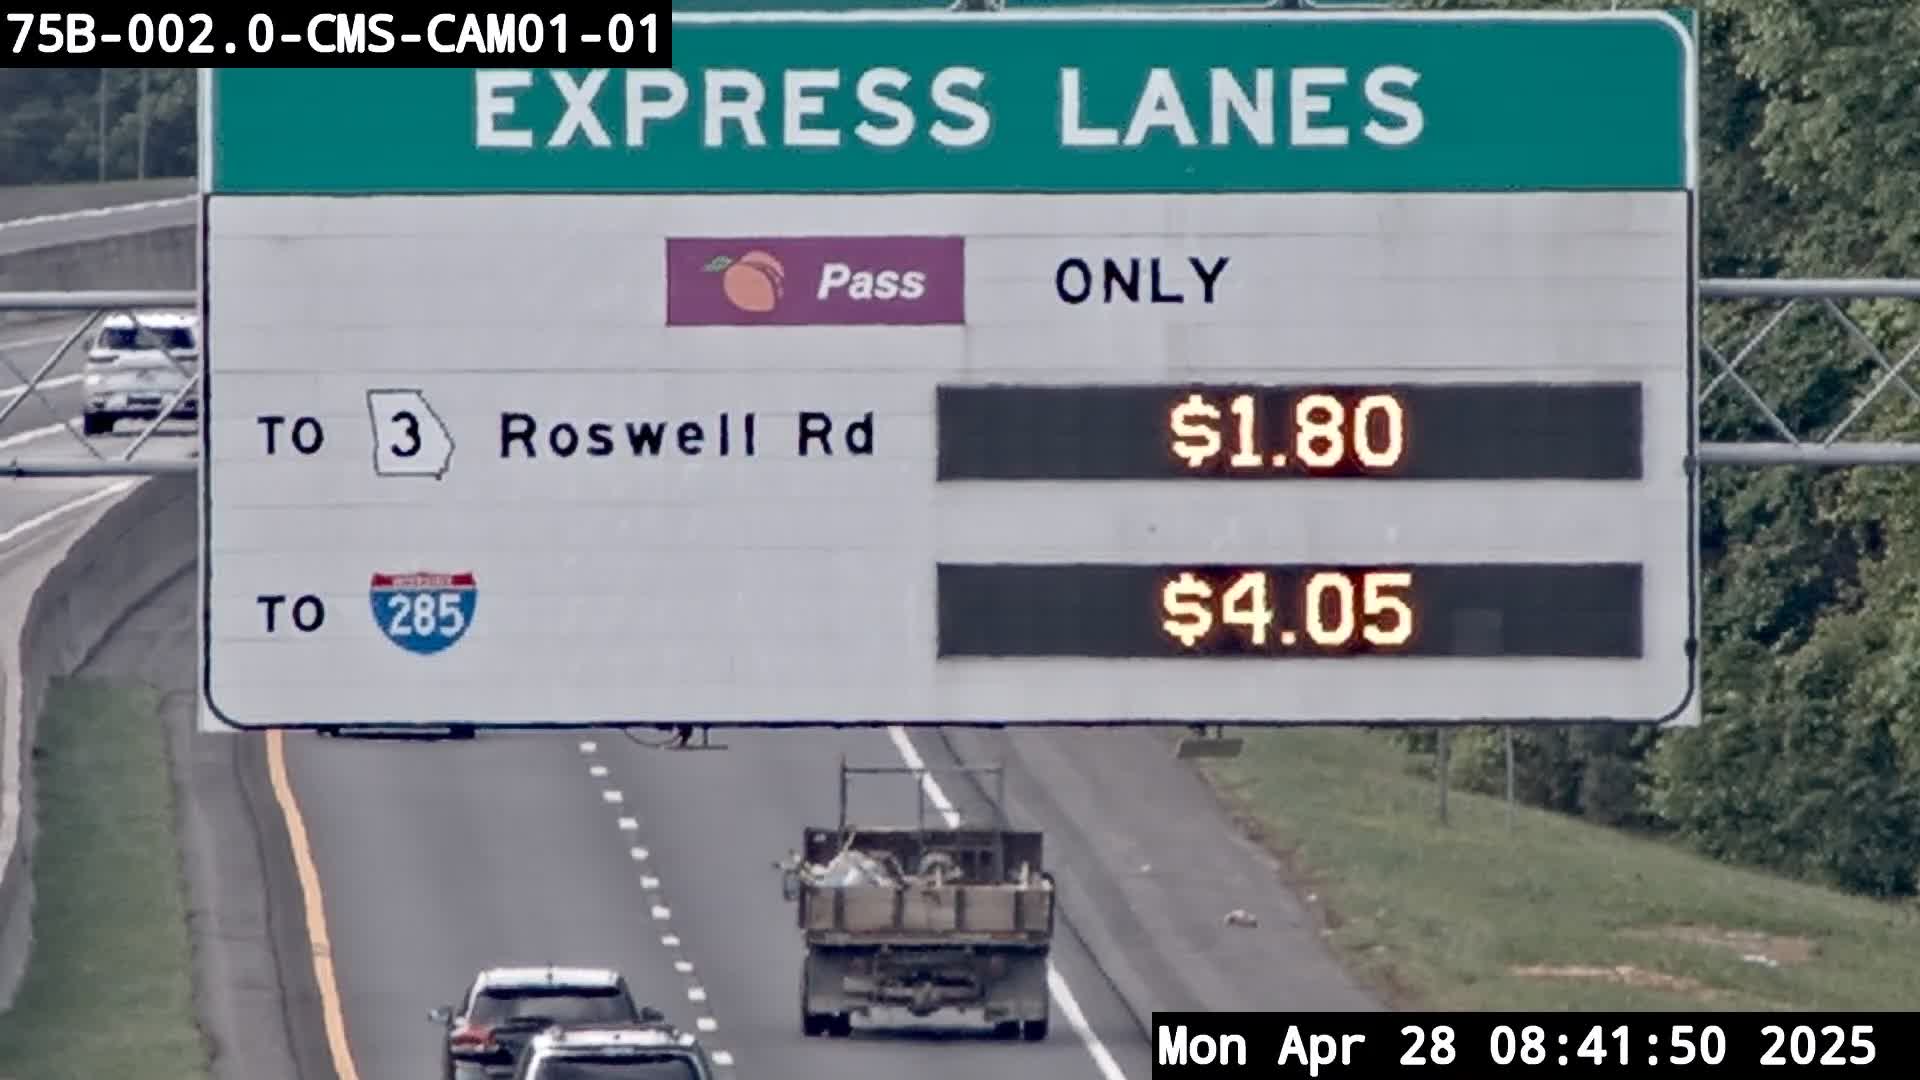 75B-002.0-CMS-CAM01-01
EXPRESS LANES
Pass ONLY
TO 3 Roswell Rd $1.80
TO INTERSTATE 285 $4.05
Mon Apr 28 08:41:50 2025